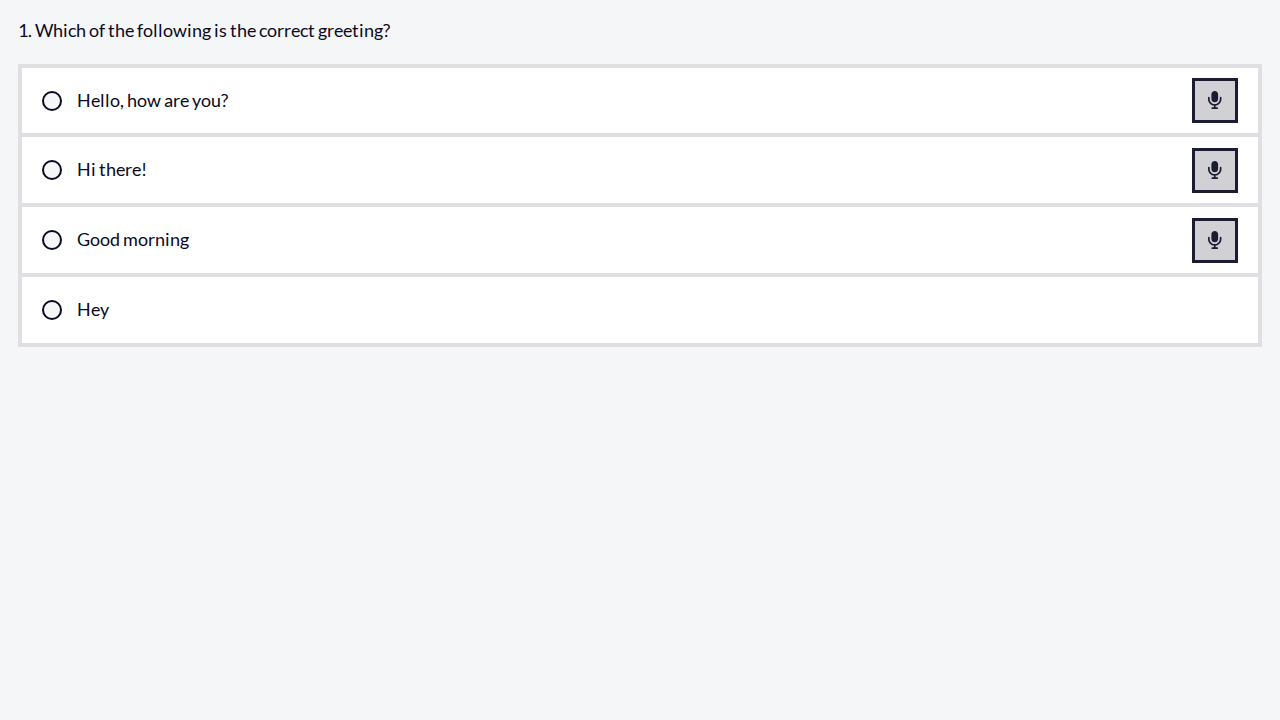 1. Which of the following is the correct greeting?
Hello, how are you?
Hi there!
Good morning
Hey